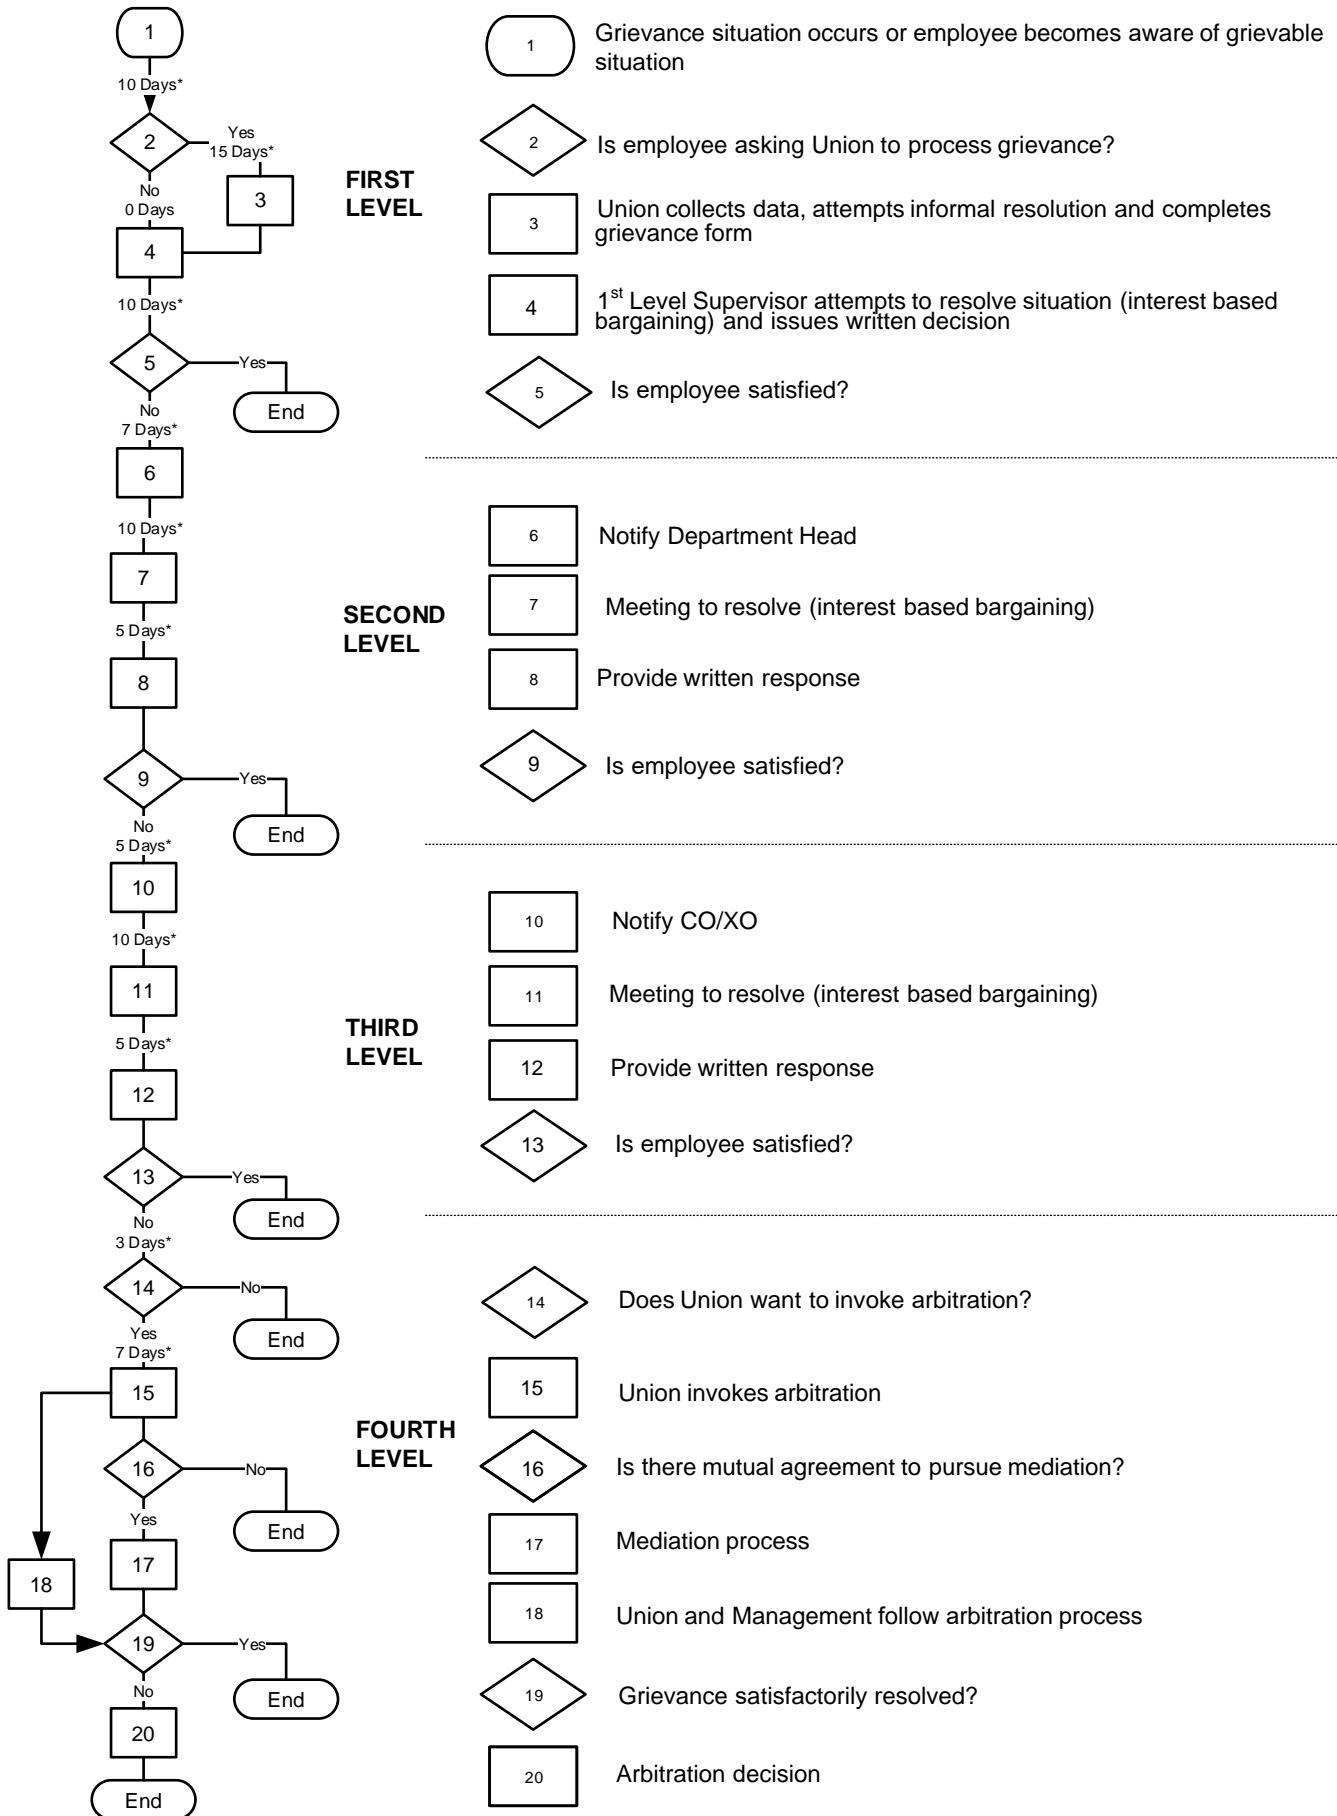 1
10 Days*
2
Yes
15 Days*
No
0 Days
3
4
10 Days*
5
Yes
End
No
7 Days*
6
10 Days*
7
5 Days*
8
9
Yes
End
No
5 Days*
10
10 Days*
11
5 Days*
12
13
Yes
End
No
3 Days*
14
No
End
Yes
7 Days*
15
16
No
End
Yes
17
18
19
Yes
End
No
20
End
FIRST
LEVEL
1
Grievance situation occurs or employee becomes aware of grievable
situation
2
Is employee asking Union to process grievance?
3
Union collects data, attempts informal resolution and completes
grievance form
4
1st Level Supervisor attempts to resolve situation (interest based
bargaining) and issues written decision
5
Is employee satisfied?
SECOND
LEVEL
6
Notify Department Head
7
Meeting to resolve (interest based bargaining)
8
Provide written response
9
Is employee satisfied?
THIRD
LEVEL
10
Notify CO/XO
11
Meeting to resolve (interest based bargaining)
12
Provide written response
13
Is employee satisfied?
FOURTH
LEVEL
14
Does Union want to invoke arbitration?
15
Union invokes arbitration
16
Is there mutual agreement to pursue mediation?
17
Mediation process
18
Union and Management follow arbitration process
19
Grievance satisfactorily resolved?
20
Arbitration decision